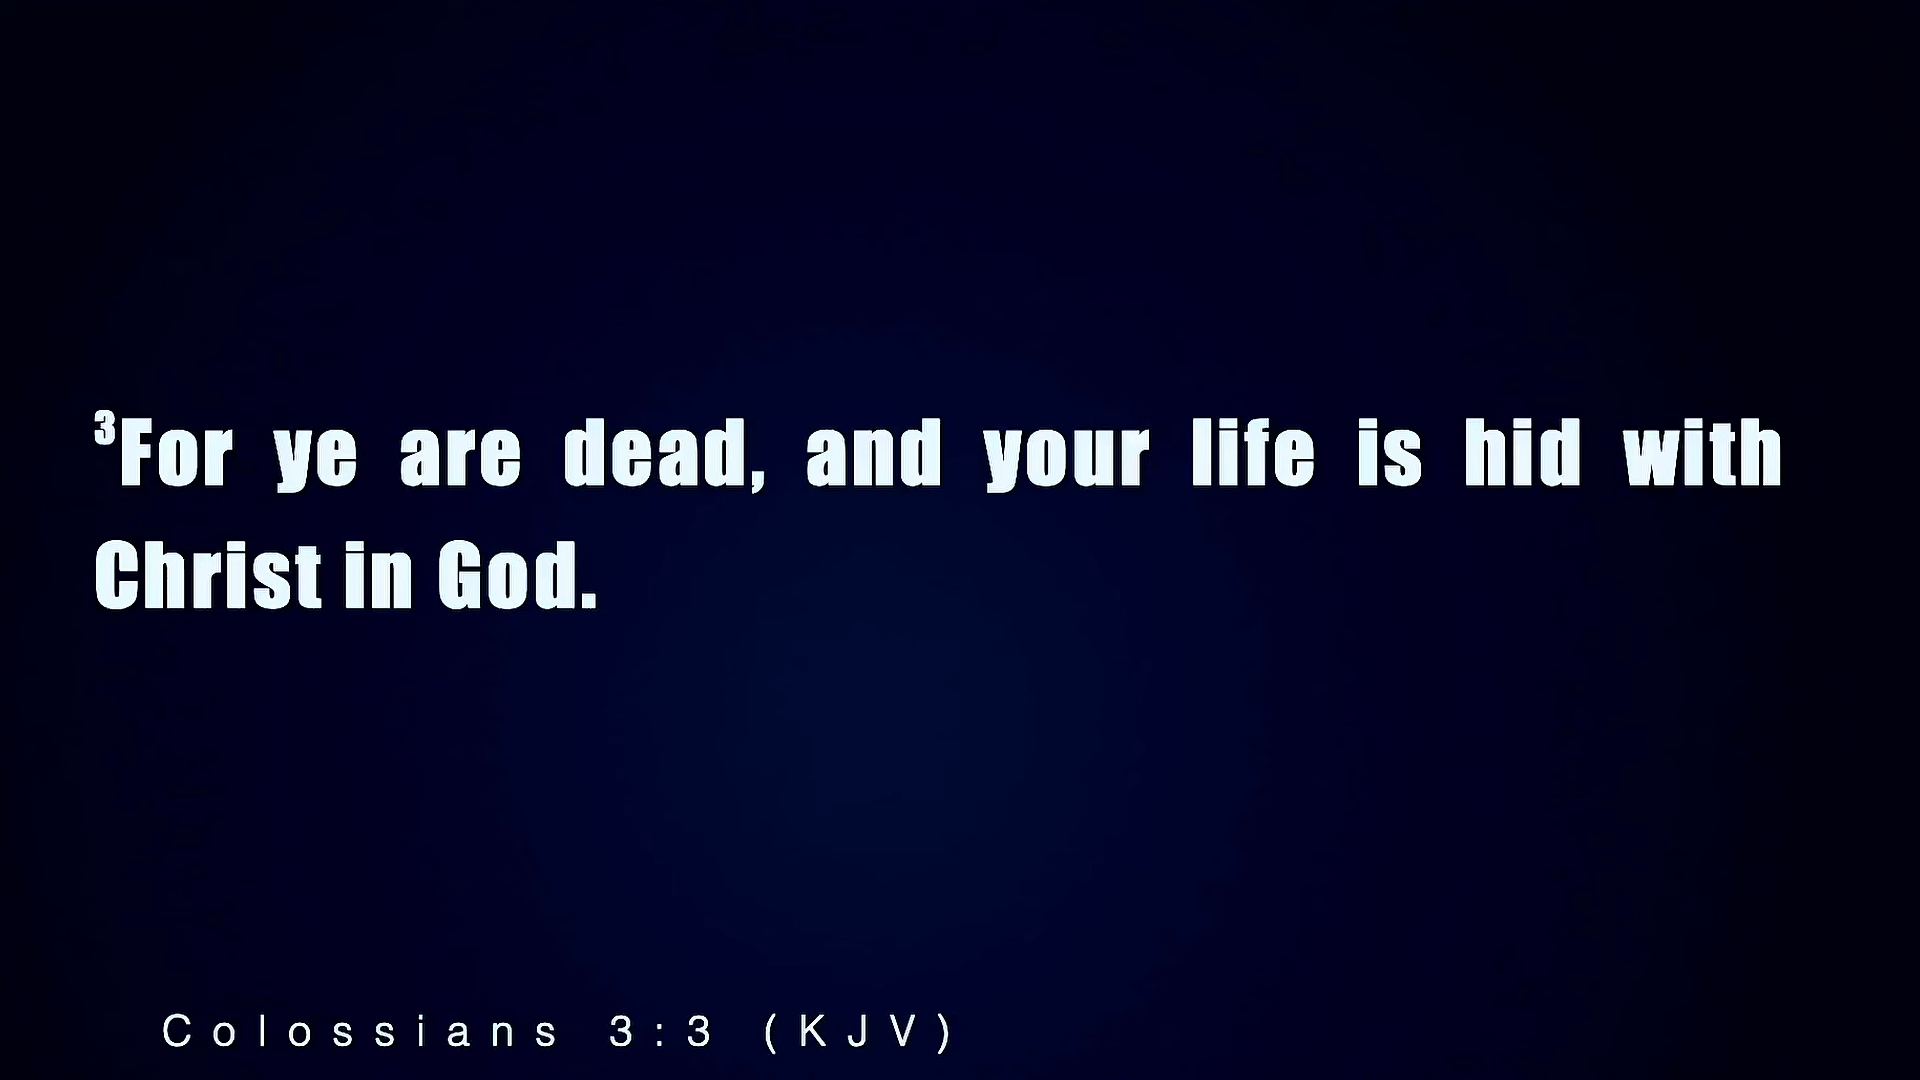 ³For ye are dead, and your life is hid with
Christ in God.
Colossians 3:3 (KJV)